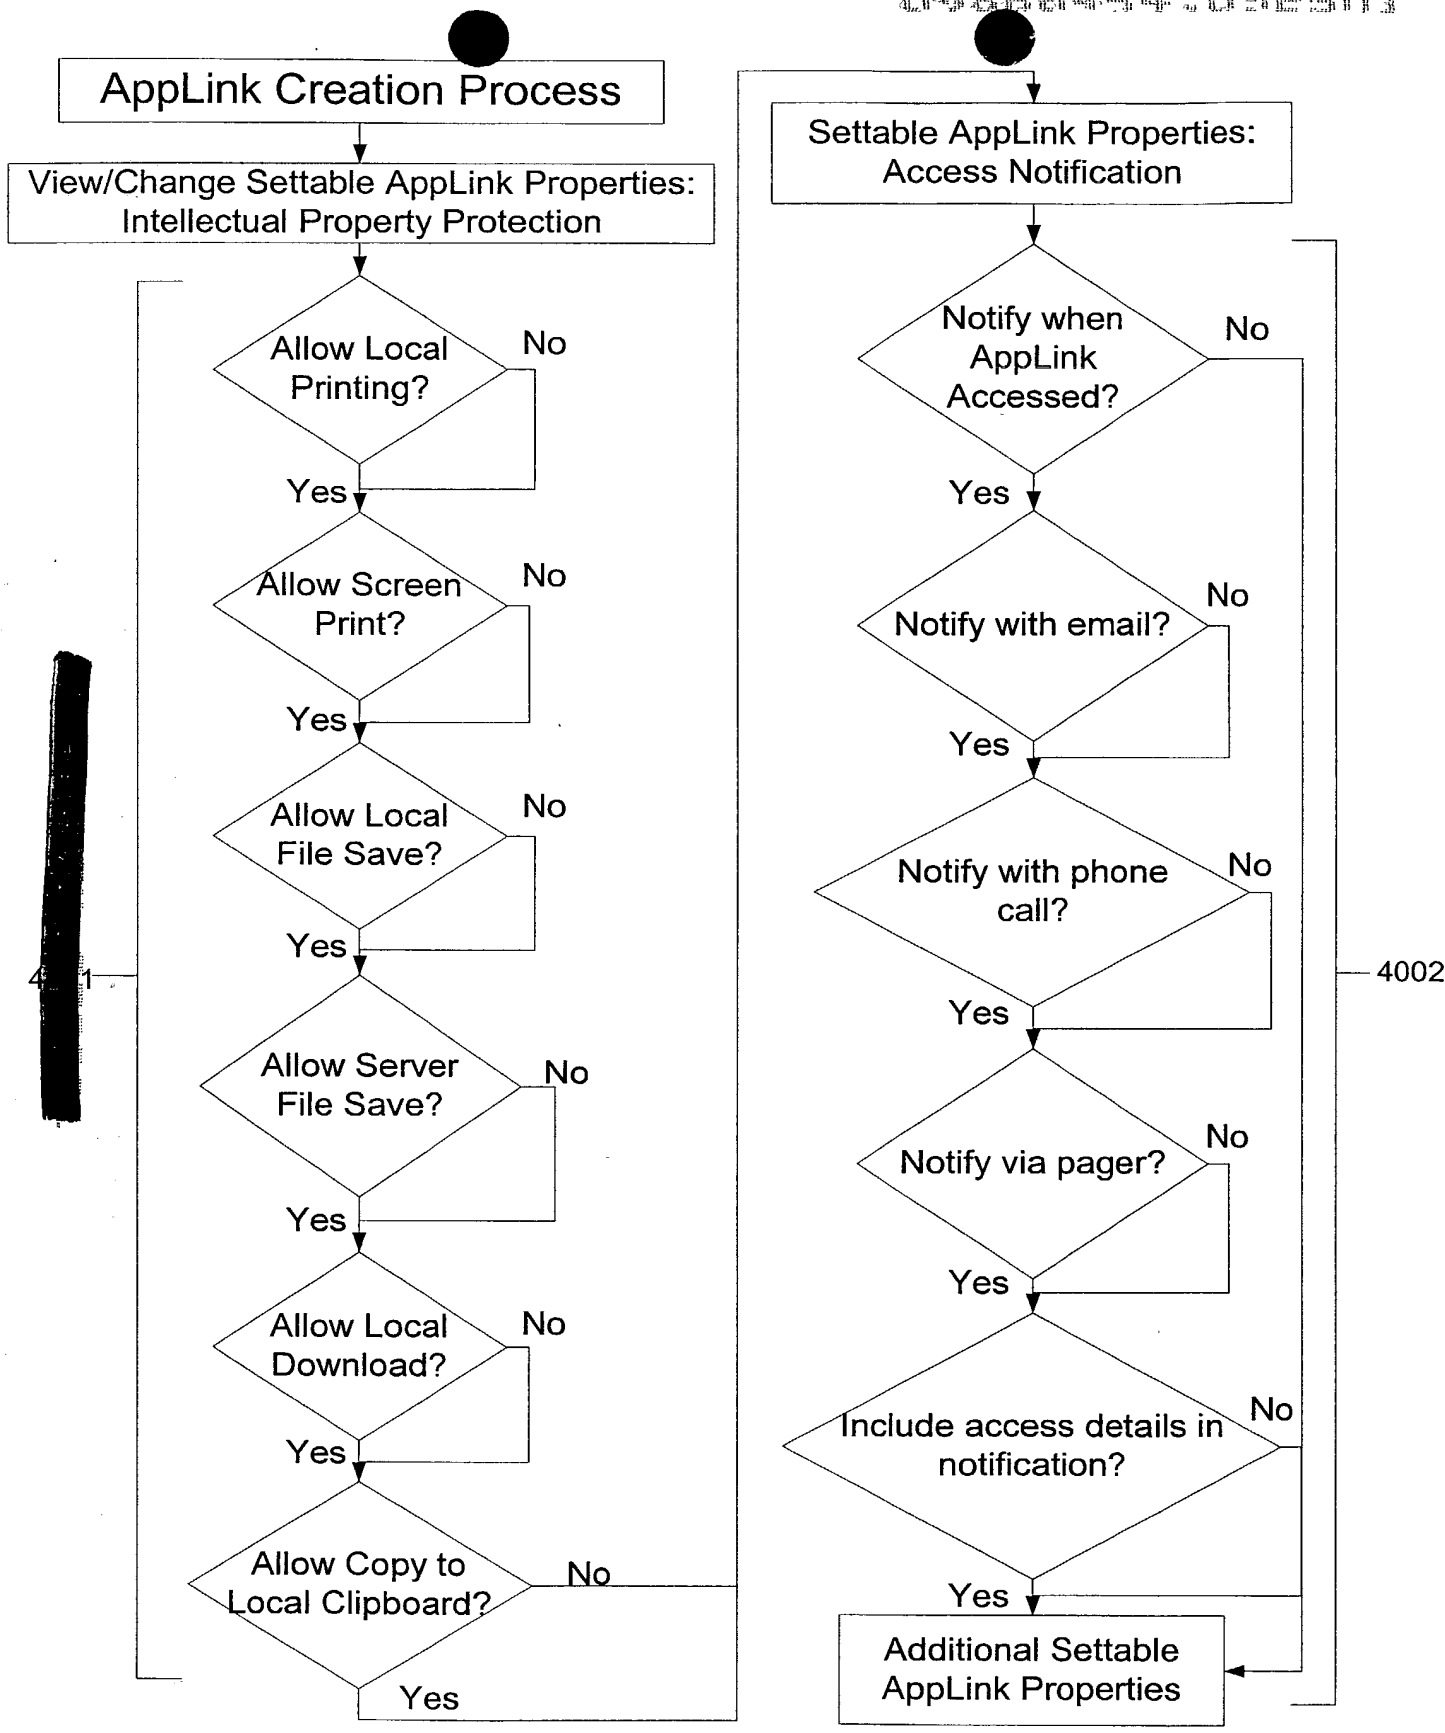 AppLink Creation Process
View/Change Settable AppLink Properties:
Intellectual Property Protection
Allow Local
Printing?
No
Yes
Allow Screen
Print?
No
Yes
Allow Local
File Save?
No
Yes
Allow Server
File Save?
No
Yes
Allow Local
Download?
No
Yes
Allow Copy to
Local Clipboard?
No
Yes
Settable AppLink Properties:
Access Notification
Notify when
AppLink
Accessed?
No
Yes
Notify with email?
No
Yes
Notify with phone
call?
No
Yes
Notify via pager?
No
Yes
Include access details in
notification?
No
Yes
Additional Settable
AppLink Properties
4002